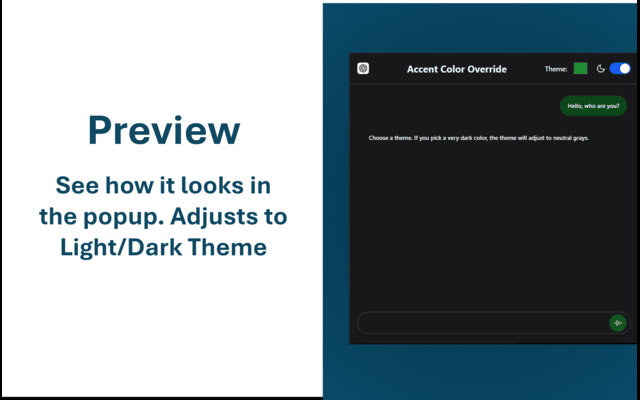 Preview
See how it looks in
the popup. Adjusts to
Light/Dark Theme
Accent Color Override
Theme:
Hello, who are you?
Choose a theme. If you pick a very dark color, the theme will adjust to neutral grays.